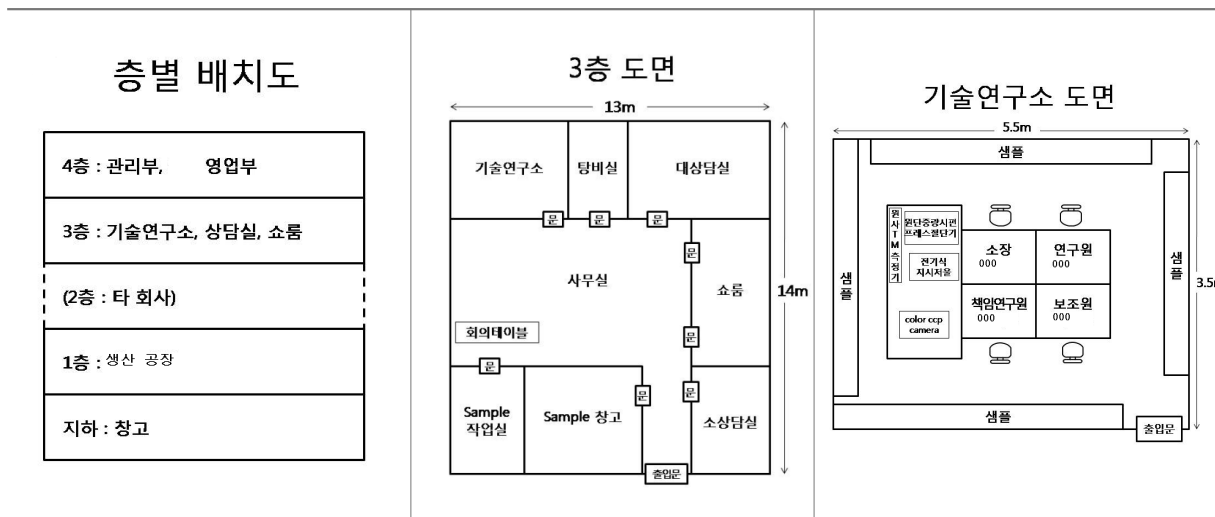 층별 배치도
4층 : 관리부, 영업부
3층 : 기술연구소, 상담실, 쇼룸
(2층 : 타 회사)
1층 : 생산 공장
지하 : 창고
3층 도면
13m
기술연구소
탕비실
대상담실
문
문
문
문
사무실
쇼룸
14m
회의테이블
문
문
문
문
Sample
작업실
Sample 창고
소상담실
출입문
기술연구소 도면
5.5m
샘플
샘플
원사TM측정기
원단중량시편
프레스절단기
전기식
지시저울
color ccp
camera
소장
000
연구원
000
책임연구원
000
보조원
000
샘플
3.5m
샘플
출입문